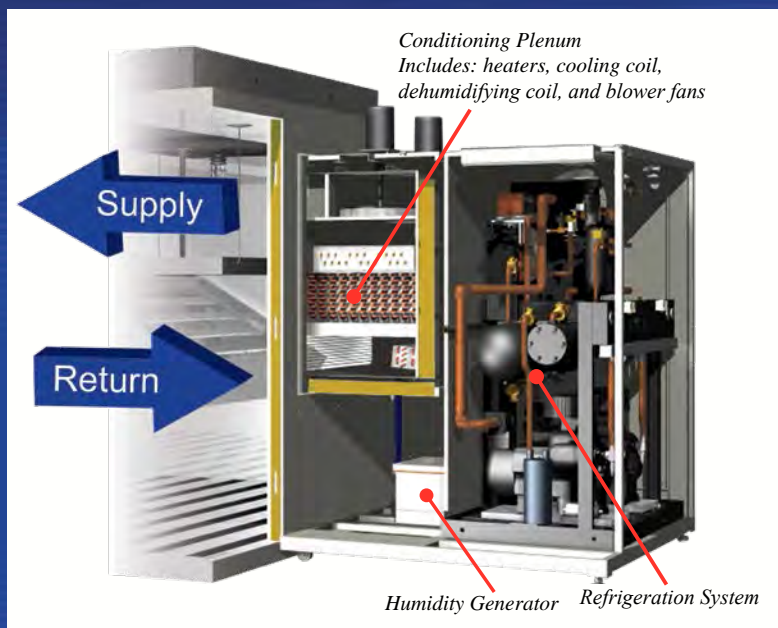 Conditioning Plenum
Includes: heaters, cooling coil,
dehumidifying coil, and blower fans
Supply
Return
Humidity Generator
Refrigeration System